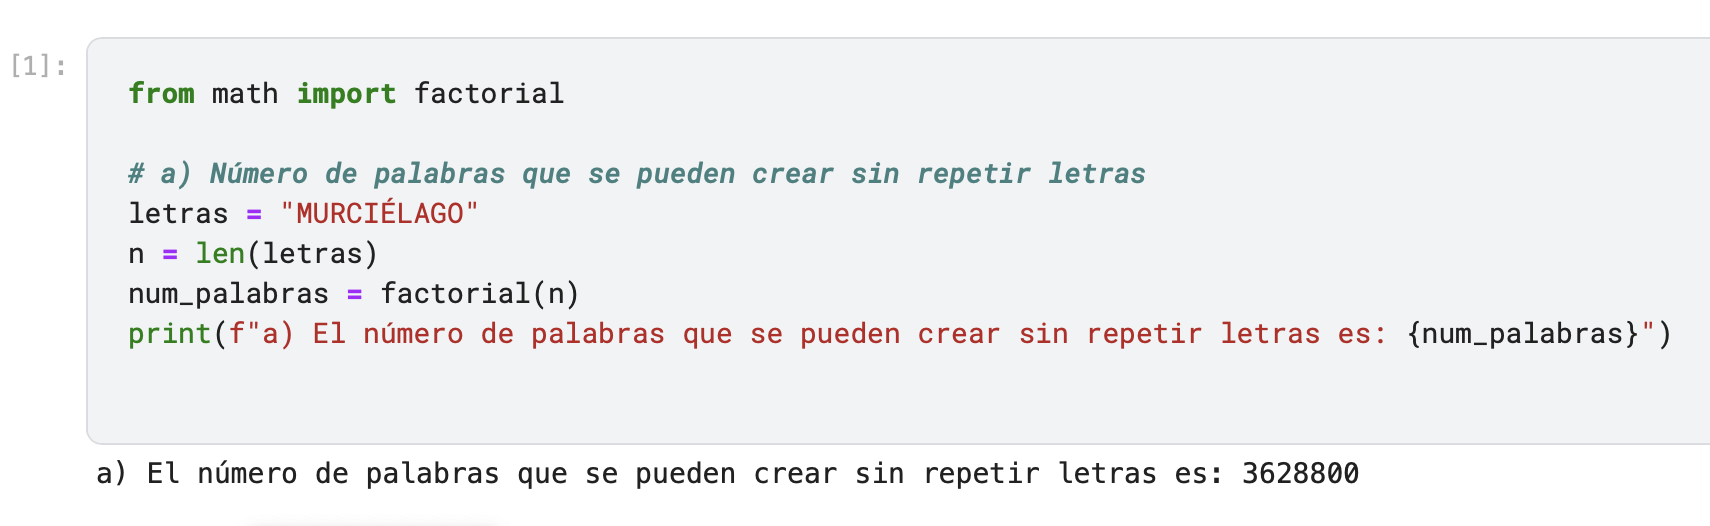 [1]:
from math import factorial
# a) Número de palabras que se pueden crear sin repetir letras
letras = "MURCIÉLAGO"
n = len(letras)
num_palabras = factorial(n)
print(f"a) El número de palabras que se pueden crear sin repetir letras es: {num_palabras}")
a) El número de palabras que se pueden crear sin repetir letras es: 3628800